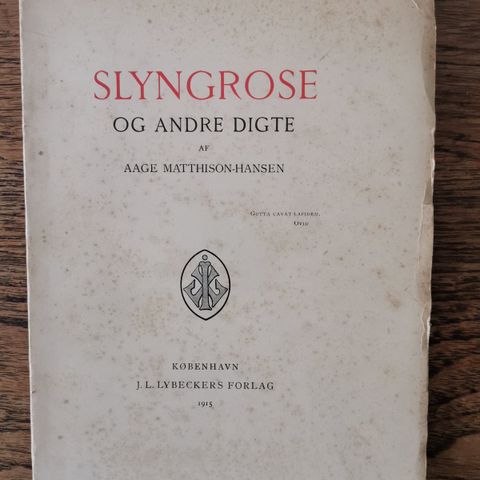 SLYNGROSE
OG ANDRE DIGTE
AF
AAGE MATTHISON-HANSEN
GUTTA CAVAT LAPIDEM.
OVID
KØBENHAVN
J. L. LYBECKERS FORLAG
1915